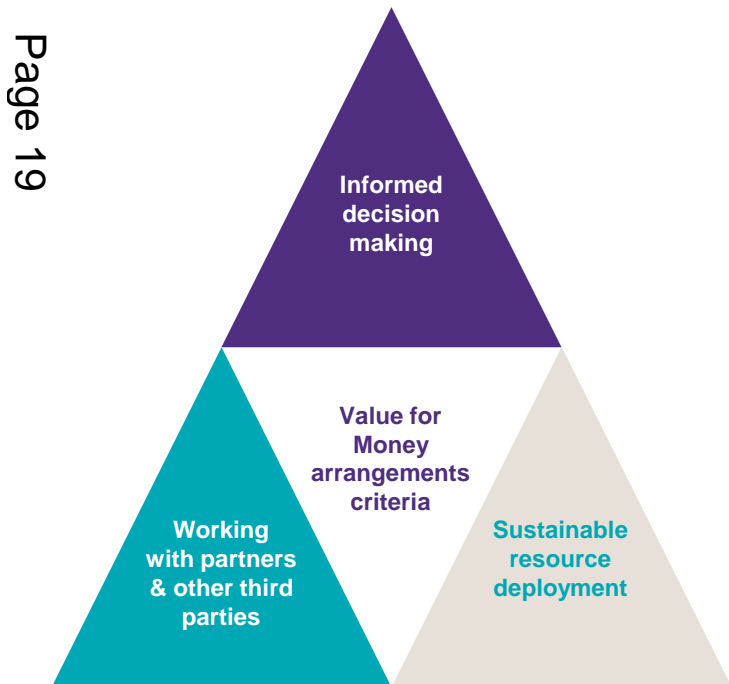 Page 19
Informed
decision
making
Value for
Money
arrangements
criteria
Working
with partners
& other third
parties
Sustainable
resource
deployment